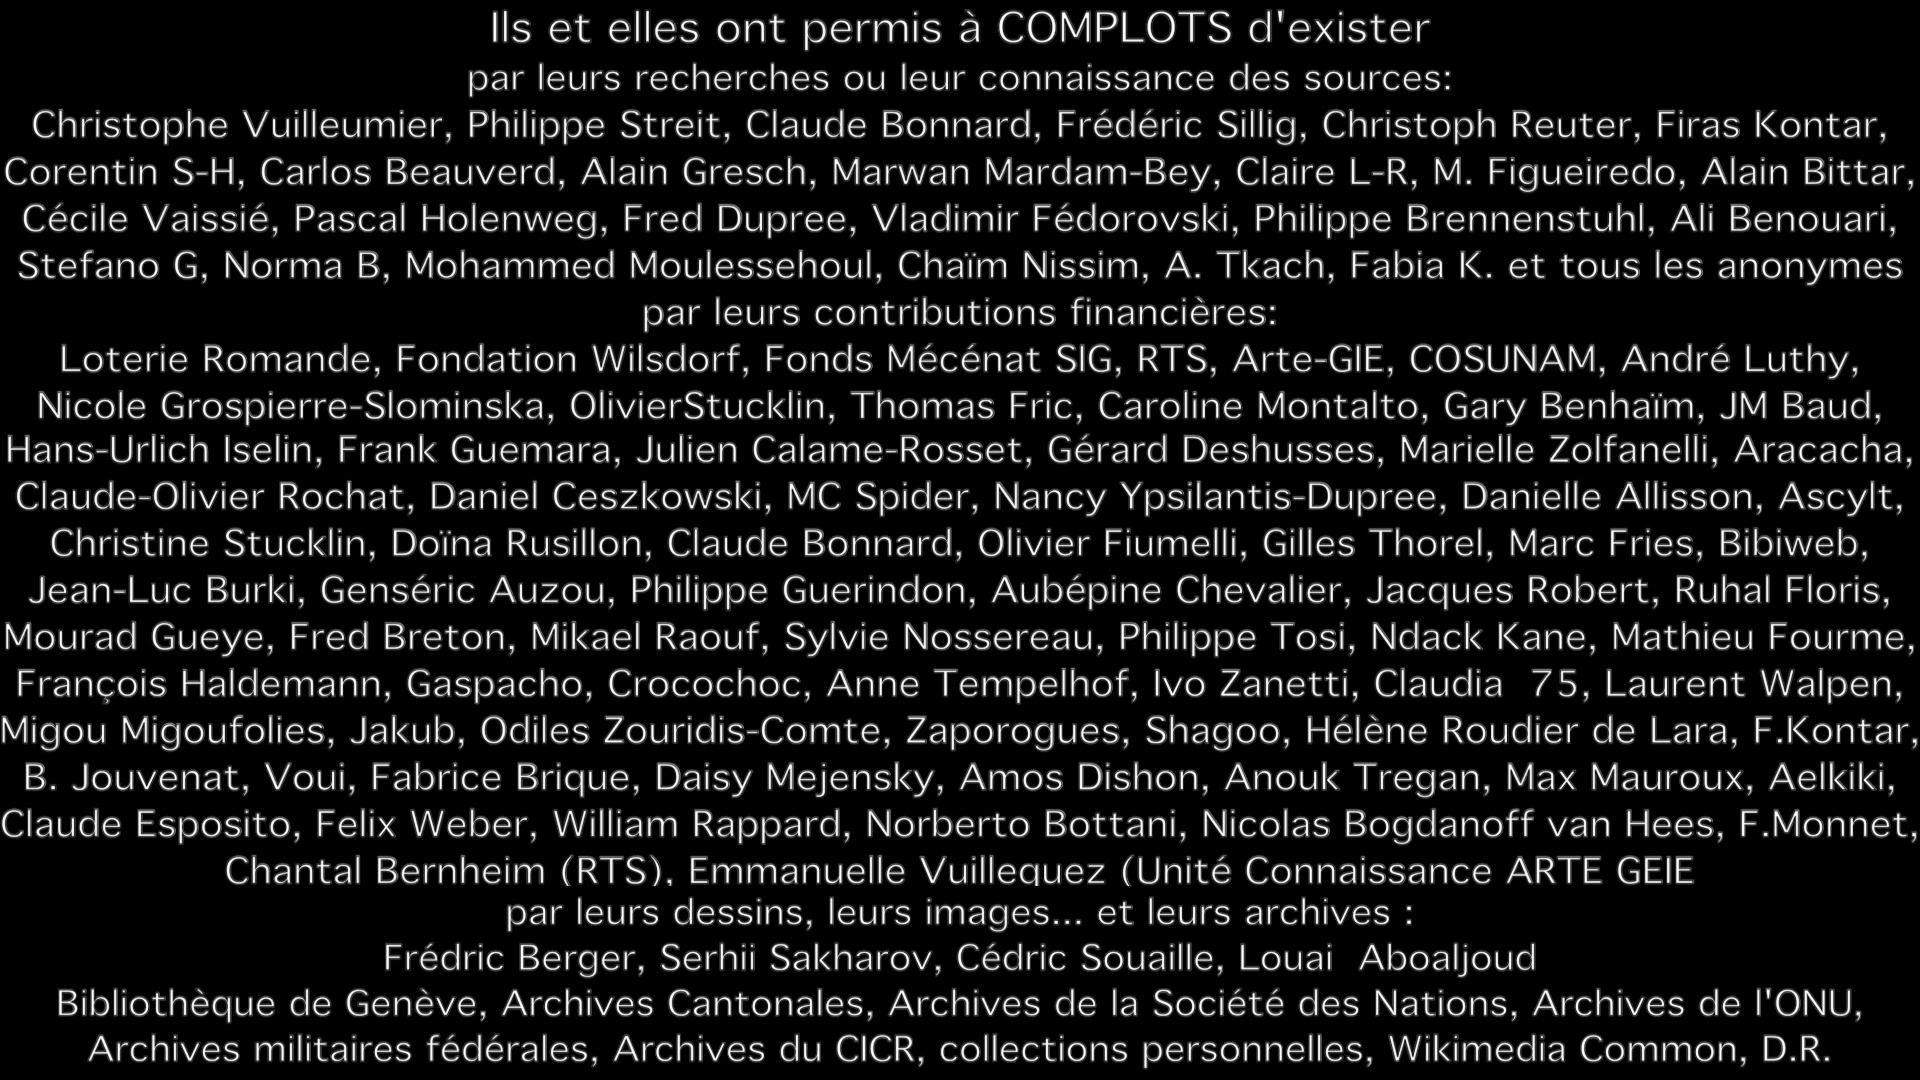 Ils et elles ont permis à COMPLOTS d'exister
par leurs recherches ou leur connaissance des sources:
Christophe Vuilleumier, Philippe Streit, Claude Bonnard, Frédéric Sillig, Christoph Reuter, Firas Kontar,
Corentin S-H, Carlos Beauverd, Alain Gresch, Marwan Mardam-Bey, Claire L-R, M. Figueiredo, Alain Bittar,
Cécile Vaissié, Pascal Holenweg, Fred Dupree, Vladimir Fédorovski, Philippe Brennenstuhl, Ali Benouari,
Stefano G, Norma B, Mohammed Moulessehoul, Chaïm Nissim, A. Tkach, Fabia K. et tous les anonymes
par leurs contributions financières:
Loterie Romande, Fondation Wilsdorf, Fonds Mécénat SIG, RTS, Arte-GIE, COSUNAM, André Luthy,
Nicole Grospierre-Slominska, OlivierStucklin, Thomas Fric, Caroline Montalto, Gary Benhaïm, JM Baud,
Hans-Urlich Iselin, Frank Guemara, Julien Calame-Rosset, Gérard Deshusses, Marielle Zolfanelli, Aracacha,
Claude-Olivier Rochat, Daniel Ceszkowski, MC Spider, Nancy Ypsilantis-Dupree, Danielle Allisson, Ascylt,
Christine Stucklin, Doïna Rusillon, Claude Bonnard, Olivier Fiumelli, Gilles Thorel, Marc Fries, Bibiweb,
Jean-Luc Burki, Genséric Auzou, Philippe Guerindon, Aubépine Chevalier, Jacques Robert, Ruhal Floris,
Mourad Gueye, Fred Breton, Mikael Raouf, Sylvie Nossereau, Philippe Tosi, Ndack Kane, Mathieu Fourme,
François Haldemann, Gaspacho, Crocochoc, Anne Tempelhof, Ivo Zanetti, Claudia  75, Laurent Walpen,
Migou Migoufolies, Jakub, Odiles Zouridis-Comte, Zaporogues, Shagoo, Hélène Roudier de Lara, F.Kontar,
B. Jouvenat, Voui, Fabrice Brique, Daisy Mejensky, Amos Dishon, Anouk Tregan, Max Mauroux, Aelkiki,
Claude Esposito, Felix Weber, William Rappard, Norberto Bottani, Nicolas Bogdanoff van Hees, F.Monnet,
Chantal Bernheim (RTS), Emmanuelle Vuillequez (Unité Connaissance ARTE GEIE
par leurs dessins, leurs images... et leurs archives :
Frédric Berger, Serhii Sakharov, Cédric Souaille, Louai  Aboaljoud
Bibliothèque de Genève, Archives Cantonales, Archives de la Société des Nations, Archives de l'ONU,
Archives militaires fédérales, Archives du CICR, collections personnelles, Wikimedia Common, D.R.